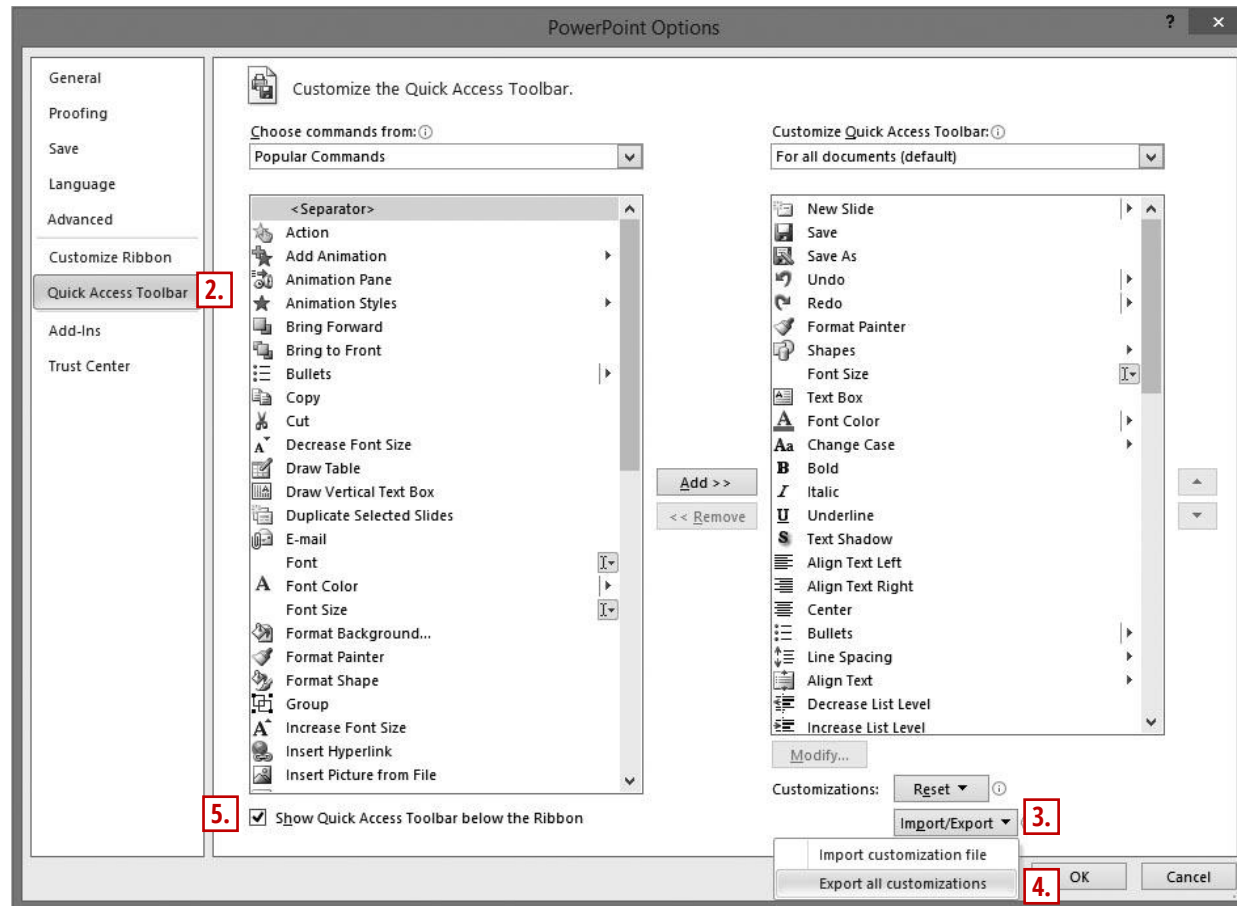 PowerPoint Options
?
×
General
Proofing
Save
Language
Advanced
Customize Ribbon
Quick Access Toolbar
2.
Add-Ins
Trust Center
Customize the Quick Access Toolbar.
Choose commands from:
Popular Commands
<Separator>
Action
Add Animation
Animation Pane
Animation Styles
Bring Forward
Bring to Front
Bullets
Copy
Cut
Decrease Font Size
Draw Table
Draw Vertical Text Box
Duplicate Selected Slides
E-mail
Font
Font Color
Font Size
Format Background...
Format Painter
Format Shape
Group
Increase Font Size
Insert Hyperlink
Insert Picture from File
5.
Show Quick Access Toolbar below the Ribbon
Add >>
<< Remove
Customize Quick Access Toolbar:
For all documents (default)
New Slide
Save
Save As
Undo
Redo
Format Painter
Shapes
Font Size
Text Box
Font Color
Change Case
Bold
Italic
Underline
Text Shadow
Align Text Left
Align Text Right
Center
Bullets
Line Spacing
Align Text
Decrease List Level
Increase List Level
Modify...
Customizations:
Reset
Import/Export
3.
Import customization file
Export all customizations
4.
OK
Cancel